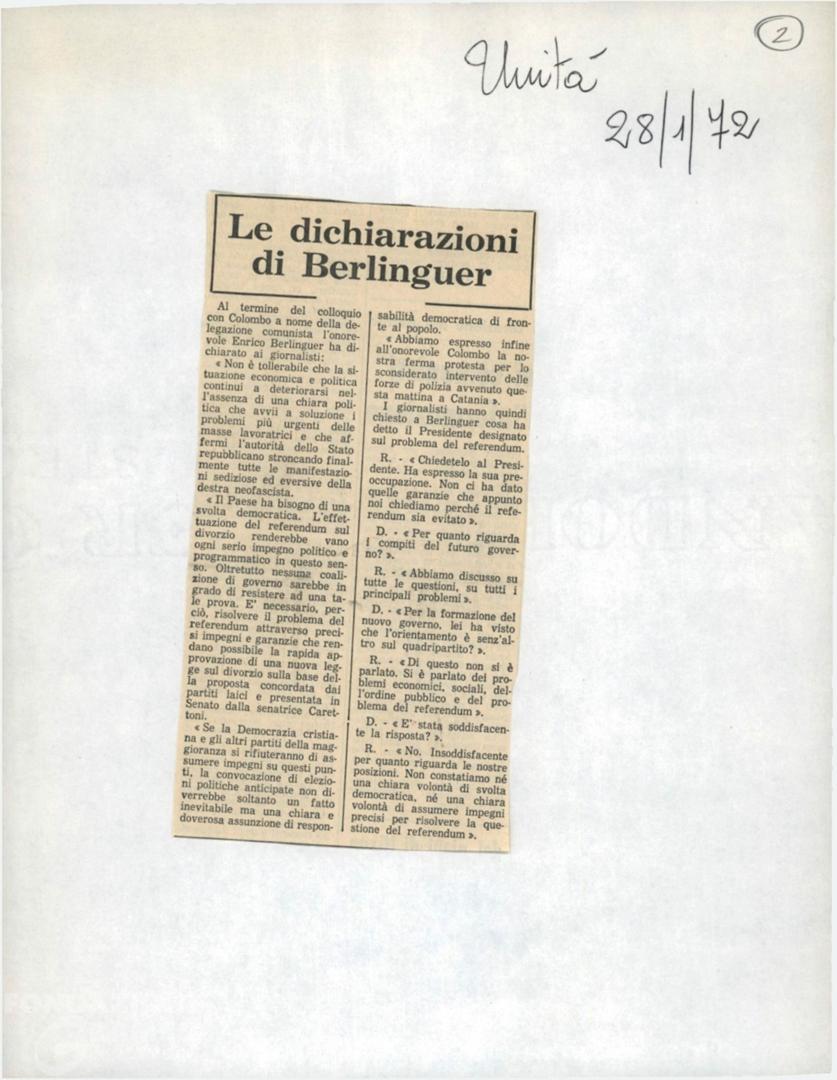 2
Unità
28/1/72
Le dichiarazioni
di Berlinguer
Al termine del colloquio
con Colombo a nome della de-
legazione comunista l'onore-
vole Enrico Berlinguer ha di-
chiarato ai giornalisti:
« Non è tollerabile che la si-
tuazione economica e politica
continui a deteriorarsi nel-
l'assenza di una chiara poli-
tica che avvii a soluzione i
problemi più urgenti delle
masse lavoratrici e che af-
fermi l'autorità dello Stato
repubblicano stroncando final-
mente tutte le manifestazio-
ni sediziose ed eversive della
destra neofascista.
« Il Paese ha bisogno di una
svolta democratica. L'effet-
tuazione del referendum sul
divorzio renderebbe vano
ogni serio impegno politico e
programmatico in questo sen-
so. Oltretutto nessuna coali-
zione di governo sarebbe in
grado di resistere ad una ta-
le prova. E' necessario, per-
ciò, risolvere il problema del
referendum attraverso preci-
si impegni e garanzie che ren-
dano possibile la rapida ap-
provazione di una nuova leg-
ge sul divorzio sulla base del-
la proposta concordata dai
partiti laici e presentata in
Senato dalla senatrice Caret-
toni.
« Se la Democrazia cristia-
na e gli altri partiti della mag-
gioranza si rifiuteranno di as-
sumere impegni su questi pun-
ti, la convocazione di elezio-
ni politiche anticipate non di-
verrebbe soltanto un fatto
inevitabile ma una chiara e
doverosa assunzione di respon-
sabilità democratica di fron-
te al popolo.
« Abbiamo espresso infine
all'onorevole Colombo la no-
stra ferma protesta per lo
sconsiderato intervento delle
forze di polizia avvenuto que-
sta mattina a Catania ».
I giornalisti hanno quindi
chiesto a Berlinguer cosa ha
detto il Presidente designato
sul problema del referendum.
R. - « Chiedetelo al Presi-
dente. Ha espresso la sua pre-
occupazione. Non ci ha dato
quelle garanzie che appunto
noi chiediamo perché il refe-
rendum sia evitato ».
D. - « Per quanto riguarda
i compiti del futuro gover-
no? ».
R. - « Abbiamo discusso su
tutte le questioni, su tutti i
principali problemi ».
D. - « Per la formazione del
nuovo governo, lei ha visto
che l'orientamento è senz'al-
tro sul quadripartito? ».
R. - « Di questo non si è
parlato. Si è parlato dei pro-
blemi economici, sociali, del-
l'ordine pubblico e del pro-
blema del referendum ».
D. - « E' stata soddisfacen-
te la risposta? ».
R. - « No. Insoddisfacente
per quanto riguarda le nostre
posizioni. Non constatiamo né
una chiara volontà di svolta
democratica, né una chiara
volontà di assumere impegni
precisi per risolvere la que-
stione del referendum ».